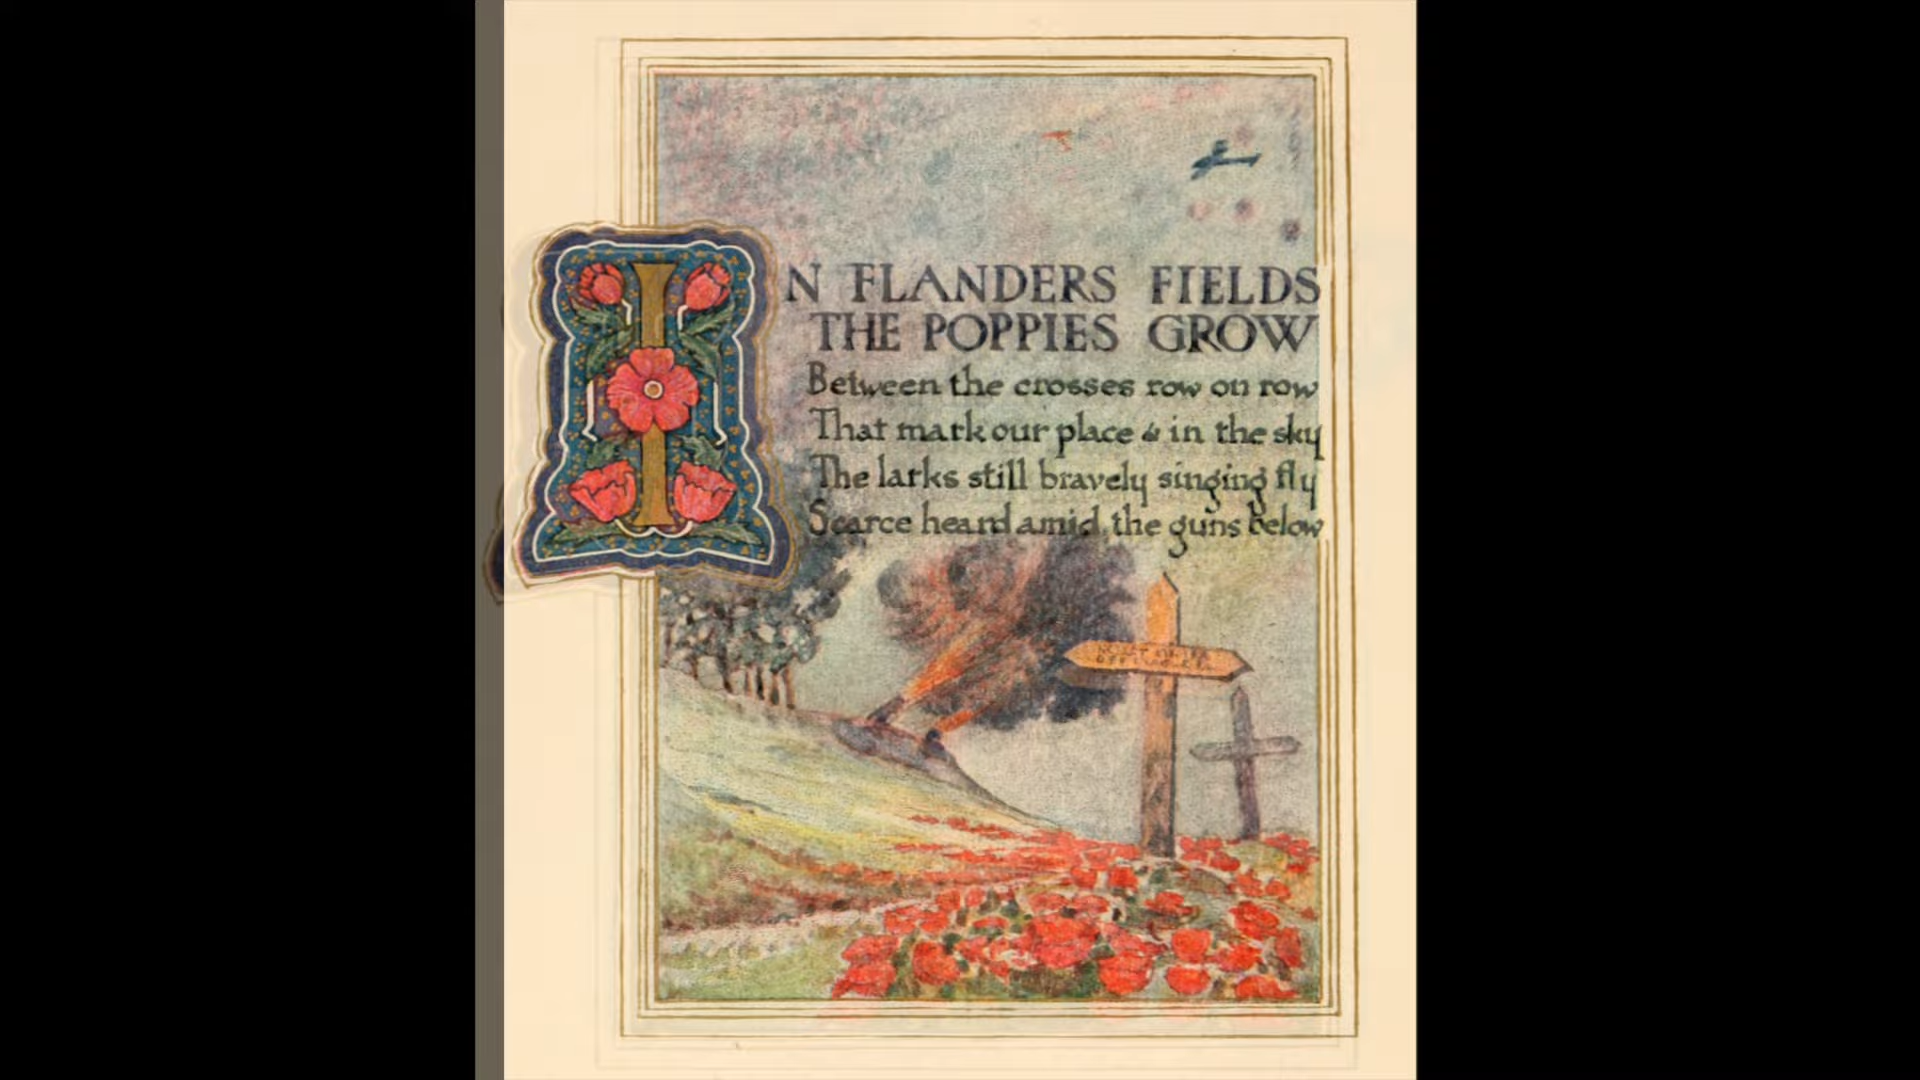 IN FLANDERS FIELDS
THE POPPIES GROW
Between the crosses row on row
That mark our place & in the sky
The larks still bravely singing fly
Scarce heard amid the guns below